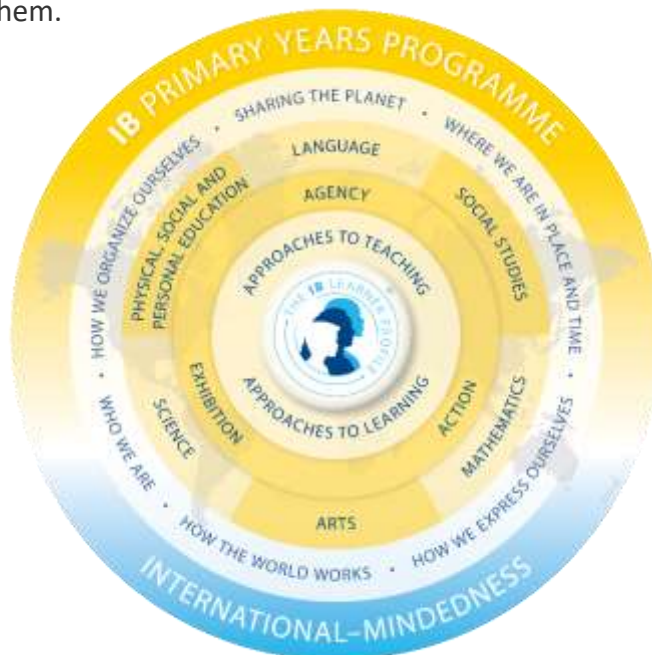 hem.
IB PRIMARY YEARS PROGRAMME
SHARING THE PLANET
WHERE WE ARE IN PLACE AND TIME
HOW WE EXPRESS OURSELVES
HOW THE WORLD WORKS
WHO WE ARE
HOW WE ORGANIZE OURSELVES
LANGUAGE
SOCIAL STUDIES
MATHEMATICS
ARTS
SCIENCE
PHYSICAL, SOCIAL AND
PERSONAL EDUCATION
AGENCY
ACTION
EXHIBITION
APPROACHES TO TEACHING
APPROACHES TO LEARNING
THE IB LEARNER PROFILE
INTERNATIONAL–MINDEDNESS